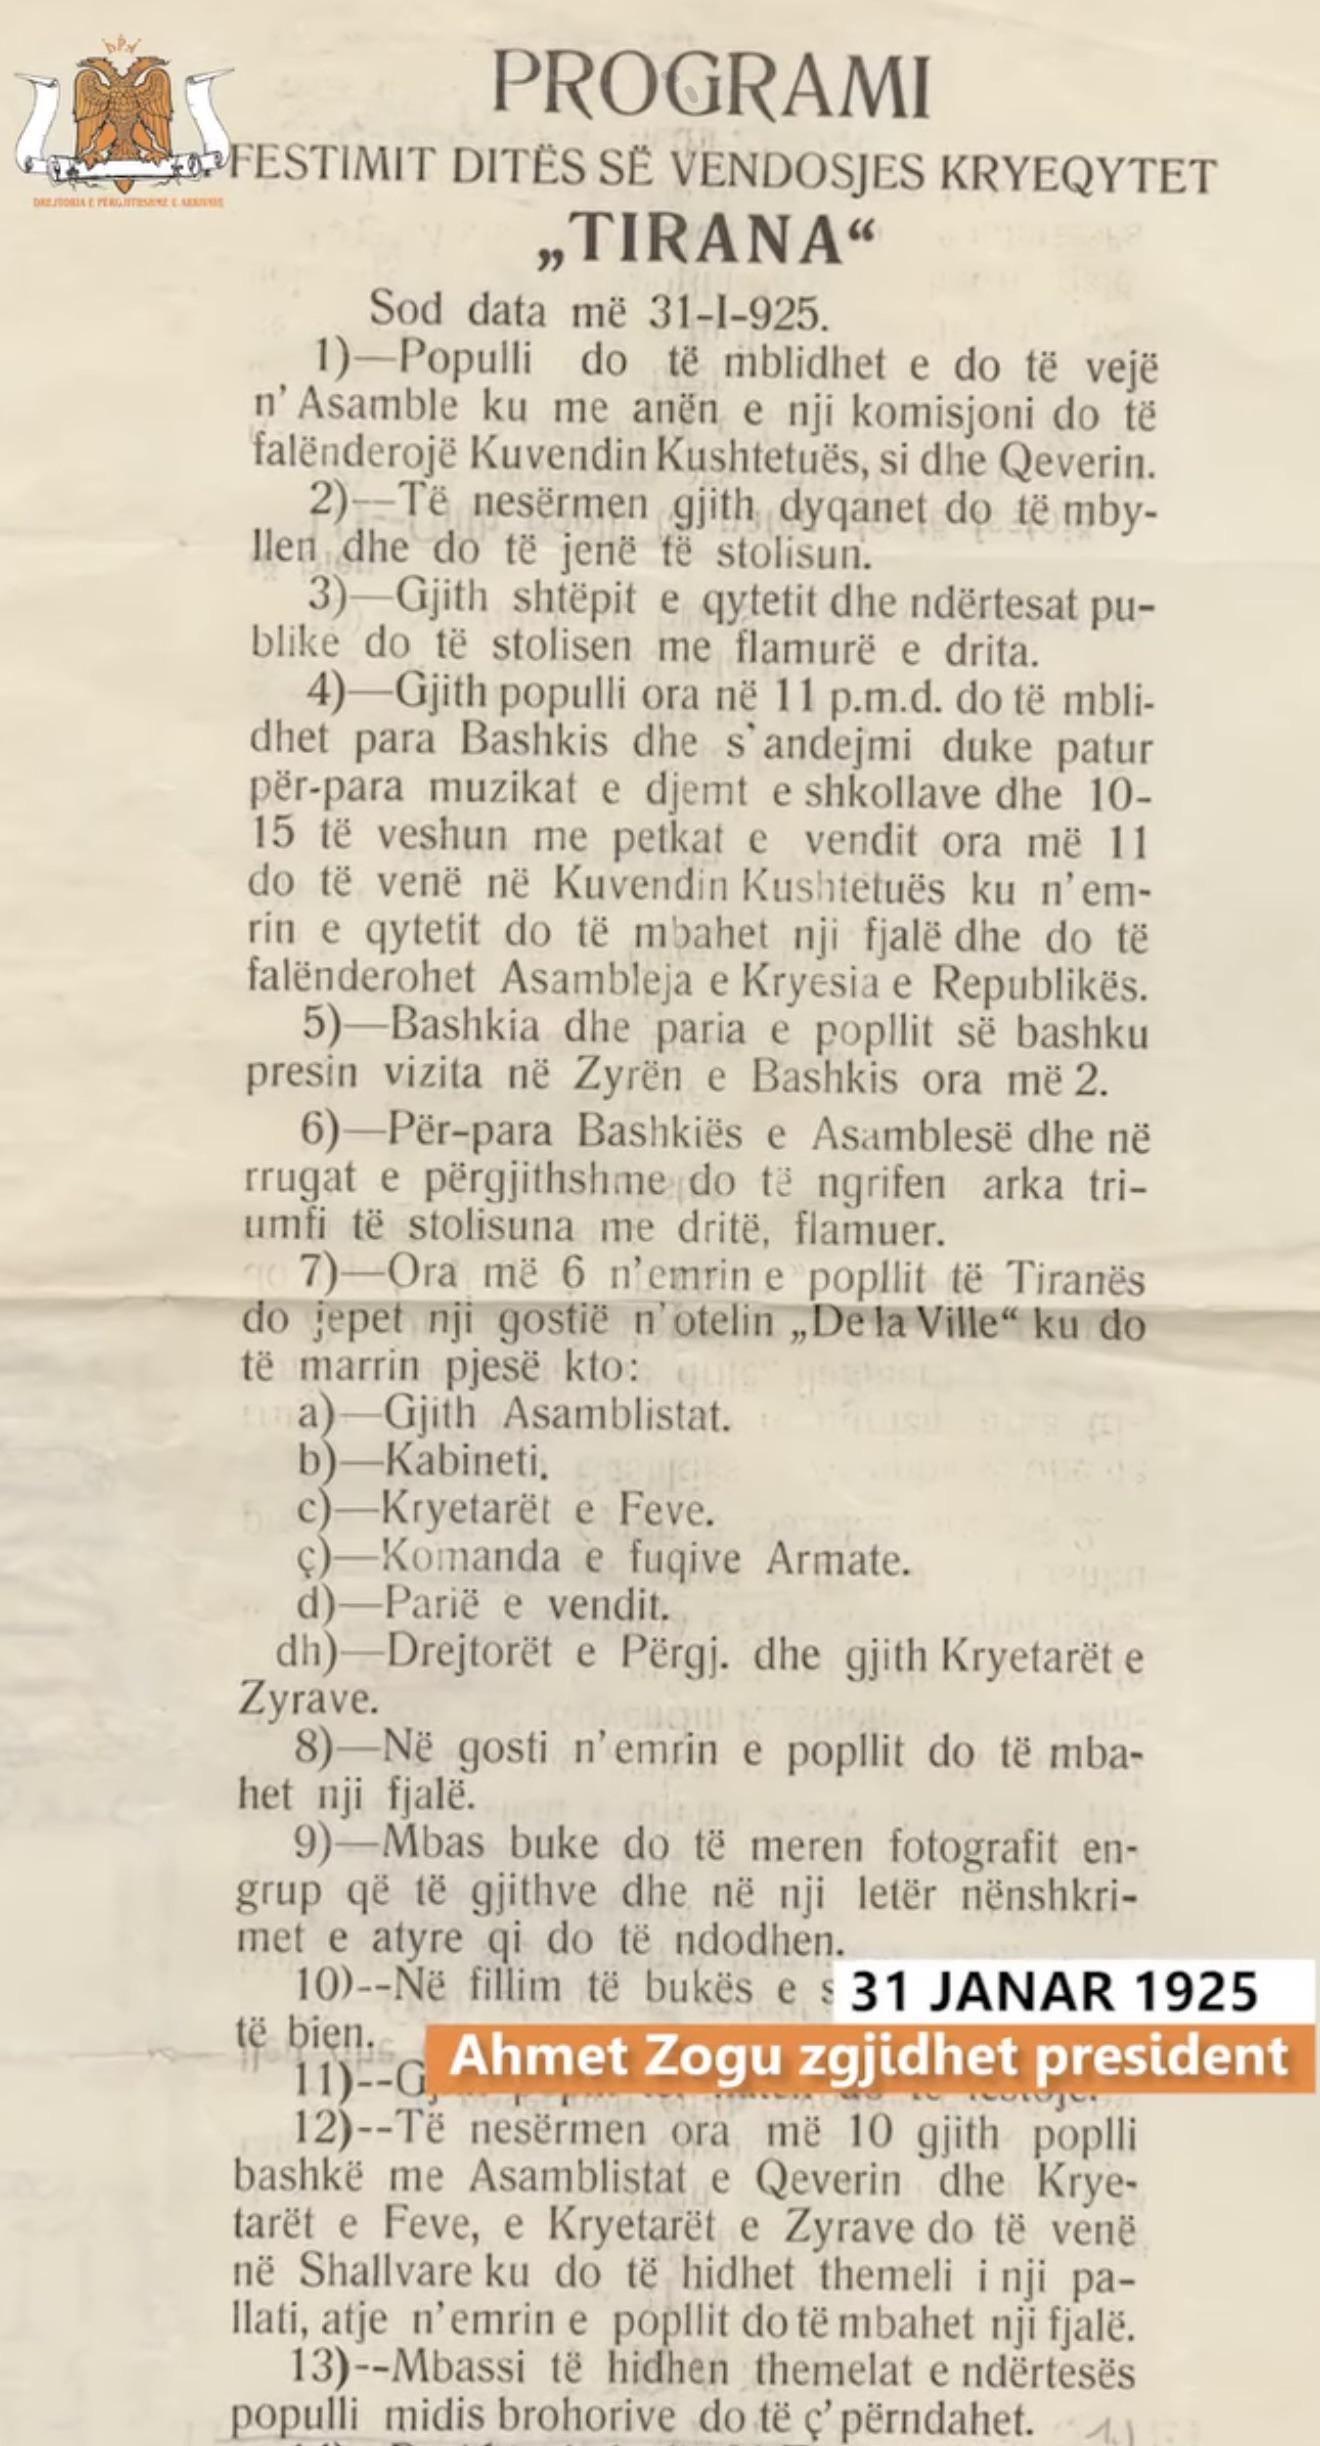 DPA
DREJTORIA E PËRGJITHSHME E ARKIVAVE
PROGRAMI
FESTIMIT DITËS SË VENDOSJES KRYEQYTET
„TIRANA“
Sod data më 31-I-925.
1)—Populli do të mblidhet e do të vejë
n' Asamble ku me anën e nji komisjoni do të
falënderojë Kuvendin Kushtetuës, si dhe Qeverin.
2)—Të nesërmen gjith dyqanet do të mby-
llen dhe do të jenë të stolisun.
3)—Gjith shtëpit e qytetit dhe ndërtesat pu-
blike do të stolisen me flamurë e drita.
4)—Gjith populli ora në 11 p.m.d. do të mbli-
dhet para Bashkis dhe s'andejmi duke patur
për-para muzikat e djemt e shkollave dhe 10-
15 të veshun me petkat e vendit ora më 11
do të venë në Kuvendin Kushtetuës ku n'em-
rin e qytetit do të mbahet nji fjalë dhe do të
falënderohet Asambleja e Kryesia e Republikës.
5)—Bashkia dhe paria e popllit së bashku
presin vizita në Zyrën e Bashkis ora më 2.
6)—Për-para Bashkiës e Asamblesë dhe në
rrugat e përgjithshme do të ngrifen arka tri-
umfi të stolisuna me dritë, flamuer.
7)—Ora më 6 n'emrin e popllit të Tiranës
do jepet nji gostië n'otelin „De la Ville“ ku do
të marrin pjesë kto:
a)—Gjith Asamblistat.
b)—Kabineti.
c)—Kryetarët e Feve.
ç)—Komanda e fuqive Armate.
d)—Parië e vendit.
dh)—Drejtorët e Përgj. dhe gjith Kryetarët e
Zyrave.
8)—Në gosti n'emrin e popllit do të mba-
het nji fjalë.
9)—Mbas buke do të meren fotografit en-
grup që të gjithve dhe në nji letër nënshkri-
met e atyre qi do të ndodhen.
10)--Në fillim të bukës e
31 JANAR 1925
të bien.
Ahmet Zogu zgjidhet president
11)--
12)--Të nesërmen ora më 10 gjith poplli
bashkë me Asamblistat e Qeverin dhe Krye-
tarët e Feve, e Kryetarët e Zyrave do të venë
në Shallvare ku do të hidhet themeli i nji pa-
llati, atje n'emrin e popllit do të mbahet nji fjalë.
13)--Mbassi të hidhen themelat e ndërtesës
populli midis brohorive do të ç'përndahet.